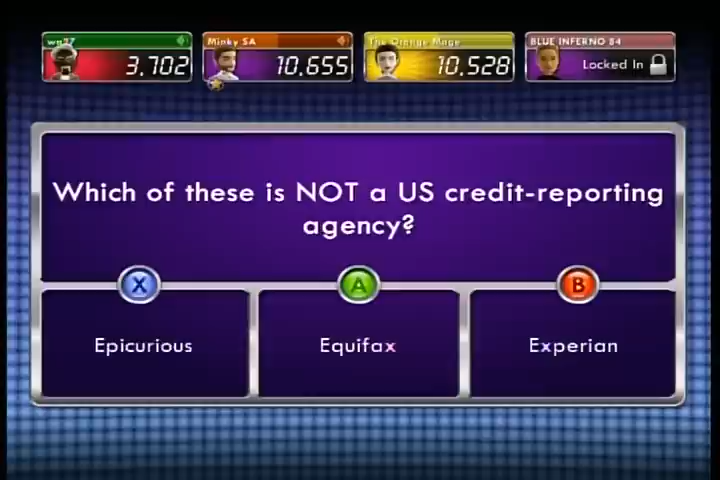 wa27
Minky SA
The Orange Mage
BLUE INFERNO 84
3,702
10,655
10,528
Locked In
Which of these is NOT a US credit-reporting
agency?
X
A
B
Epicurious
Equifax
Experian